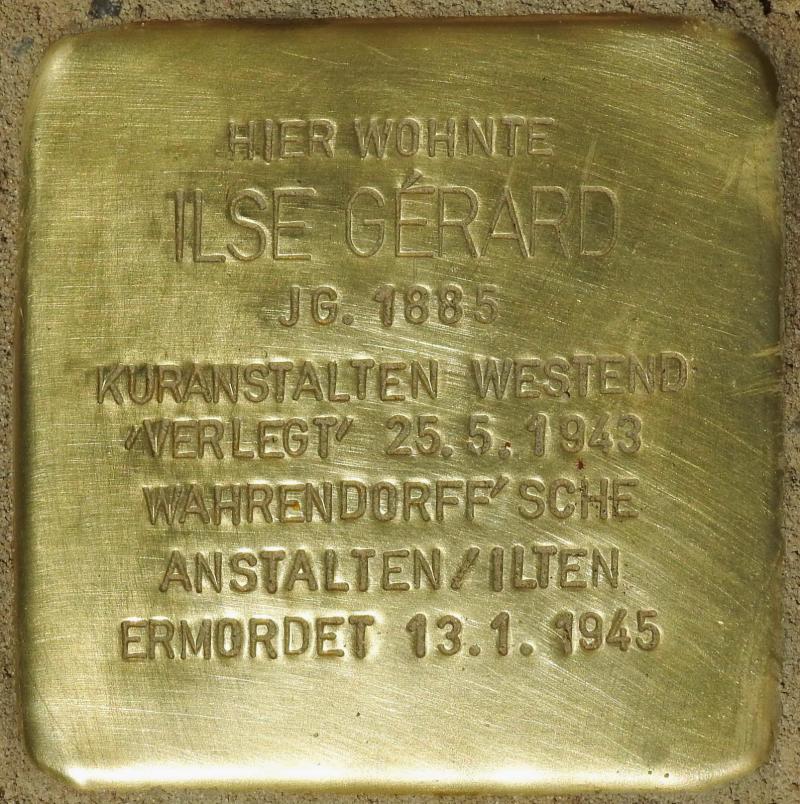 HIER WOHNTE
ILSE GÉRARD
JG. 1885
KURANSTALTEN WESTEND
"VERLEGT" 25.5.1943
WAHRENDORFF'SCHE
ANSTALTEN/ILTEN
ERMORDET 13.1.1945